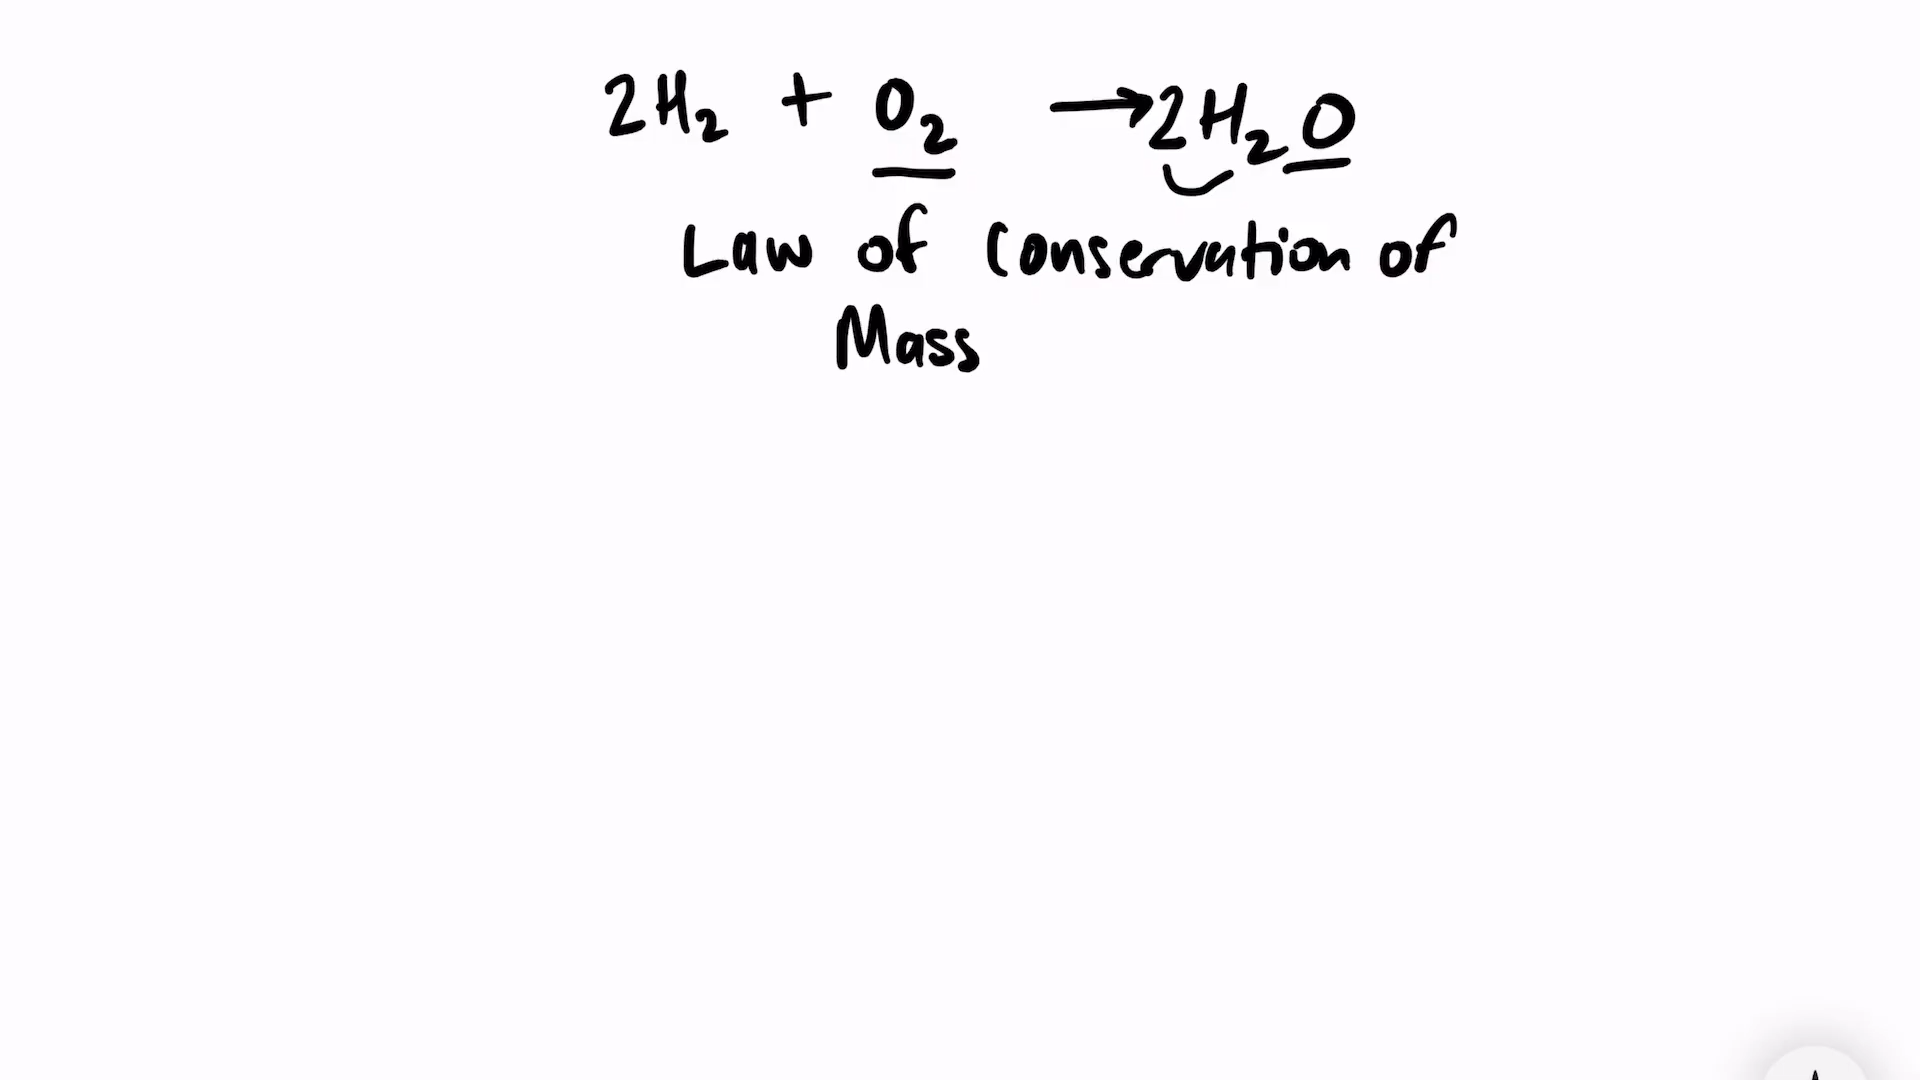 2H₂ + O₂ → 2H₂O
Law of Conservation of
Mass